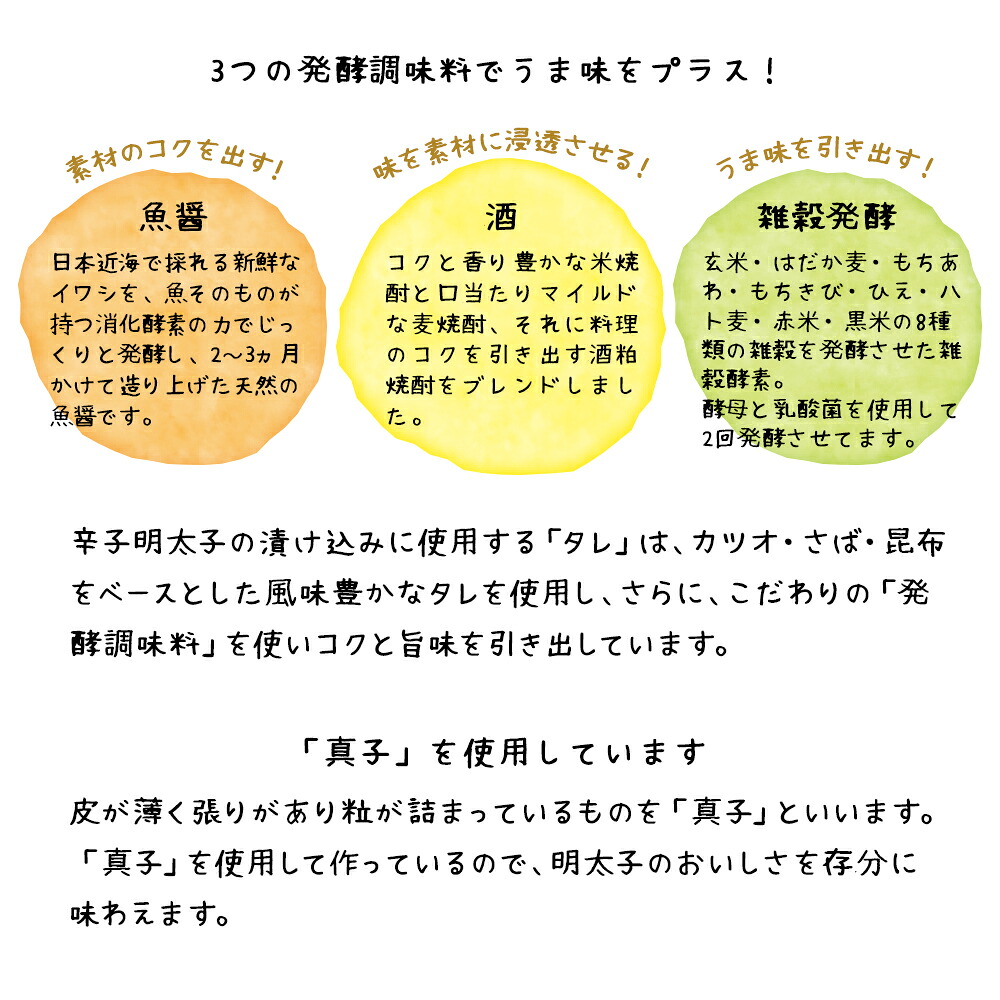 3つの発酵調味料でうま味をプラス！
素材のコクを出す！
魚醤
日本近海で採れる新鮮な
イワシを、魚そのものが
持つ消化酵素の力でじっ
くりと発酵し、2〜3ヵ月
かけて造り上げた天然の
魚醤です。
味を素材に浸透させる！
酒
コクと香り豊かな米焼
酎と口当たりマイルド
な麦焼酎、それに料理
のコクを引き出す酒粕
焼酎をブレンドしまし
た。
うま味を引き出す！
雑穀発酵
玄米・はだか麦・もちあ
わ・もちきび・ひえ・ハ
ト麦・赤米・黒米の8種
類の雑穀を発酵させた雑
穀酵素。
酵母と乳酸菌を使用して
2回発酵させてます。
辛子明太子の漬け込みに使用する「タレ」は、カツオ・さば・昆布
をベースとした風味豊かなタレを使用し、さらに、こだわりの「発
酵調味料」を使いコクと旨味を引き出しています。
「真子」を使用しています
皮が薄く張りがあり粒が詰まっているものを「真子」といいます。
「真子」を使用して作っているので、明太子のおいしさを存分に
味わえます。